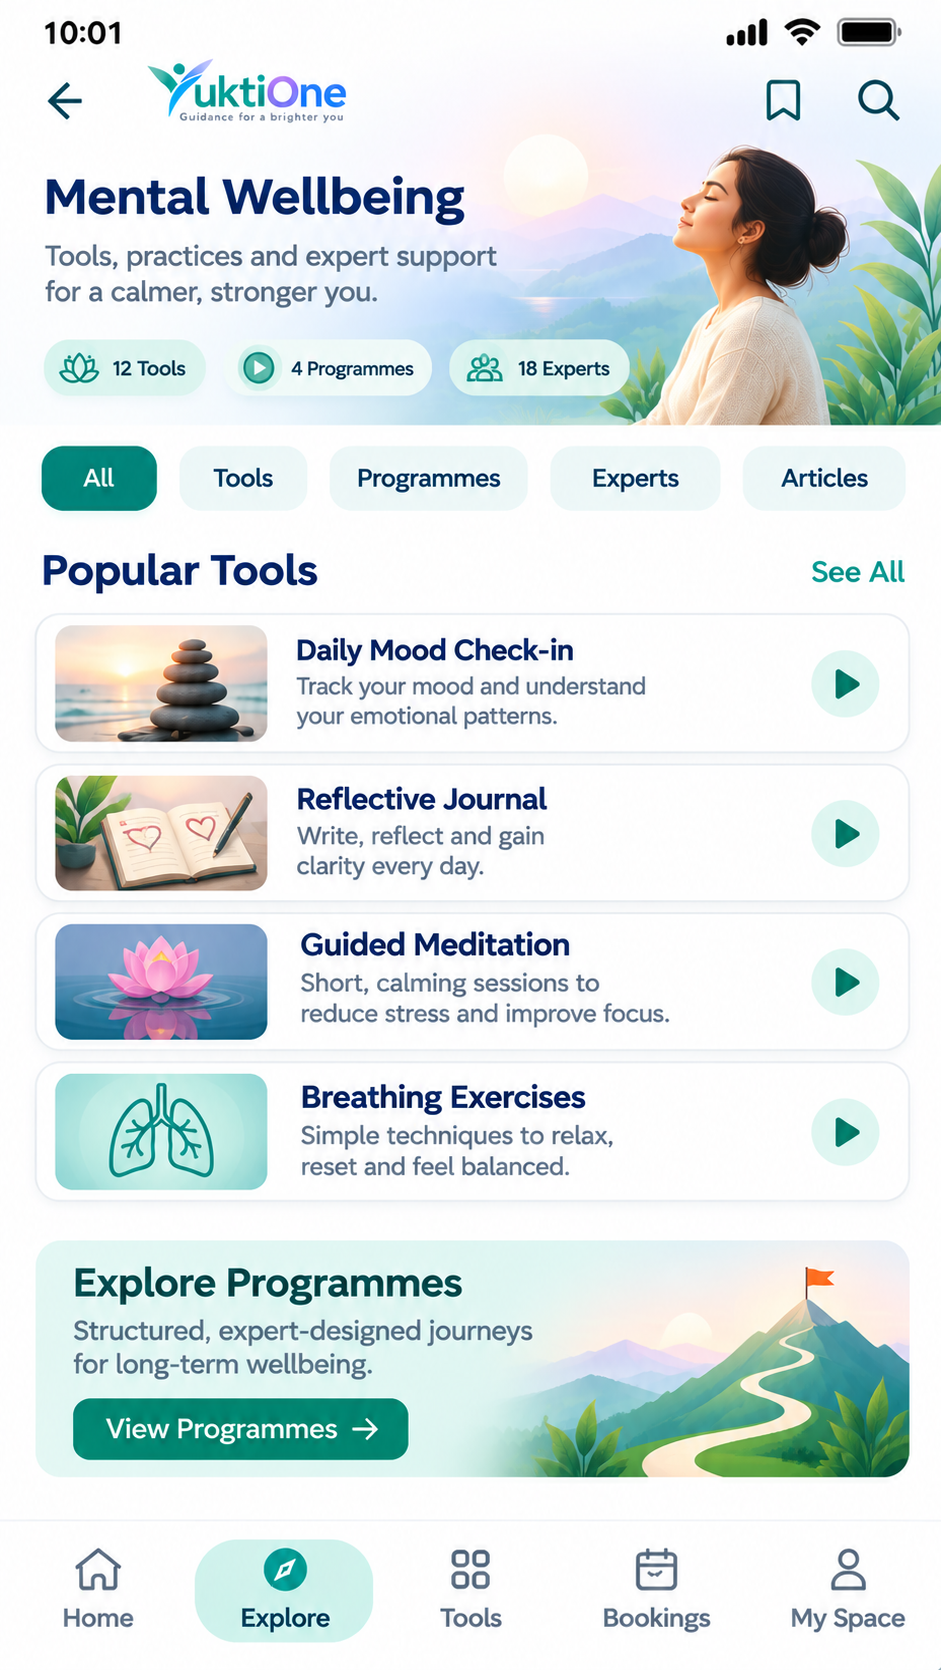 10:01
YuktiOne
Guidance for a brighter you
Mental Wellbeing
Tools, practices and expert support
for a calmer, stronger you.
12 Tools
4 Programmes
18 Experts
All
Tools
Programmes
Experts
Articles
Popular Tools
See All
Daily Mood Check-in
Track your mood and understand
your emotional patterns.
Reflective Journal
Write, reflect and gain
clarity every day.
Guided Meditation
Short, calming sessions to
reduce stress and improve focus.
Breathing Exercises
Simple techniques to relax,
reset and feel balanced.
Explore Programmes
Structured, expert-designed journeys
for long-term wellbeing.
View Programmes →
Home
Explore
Tools
Bookings
My Space